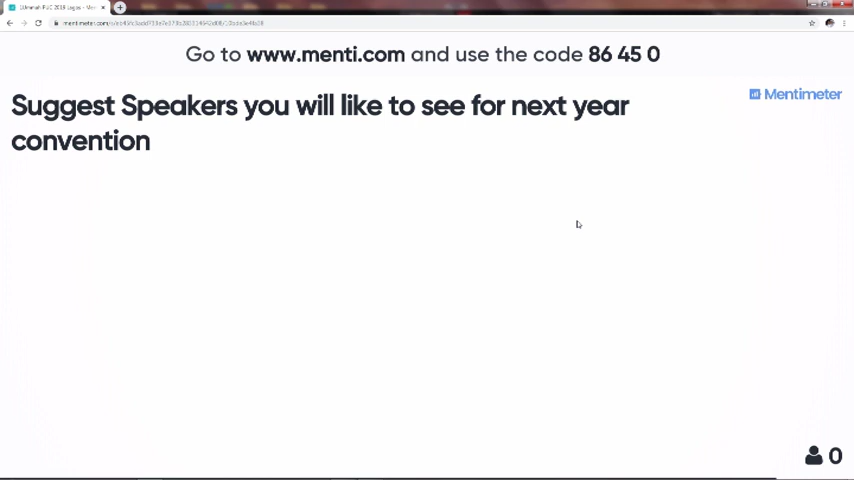 Go to www.menti.com and use the code 86 45 0
Suggest Speakers you will like to see for next year
convention
Mentimeter
0